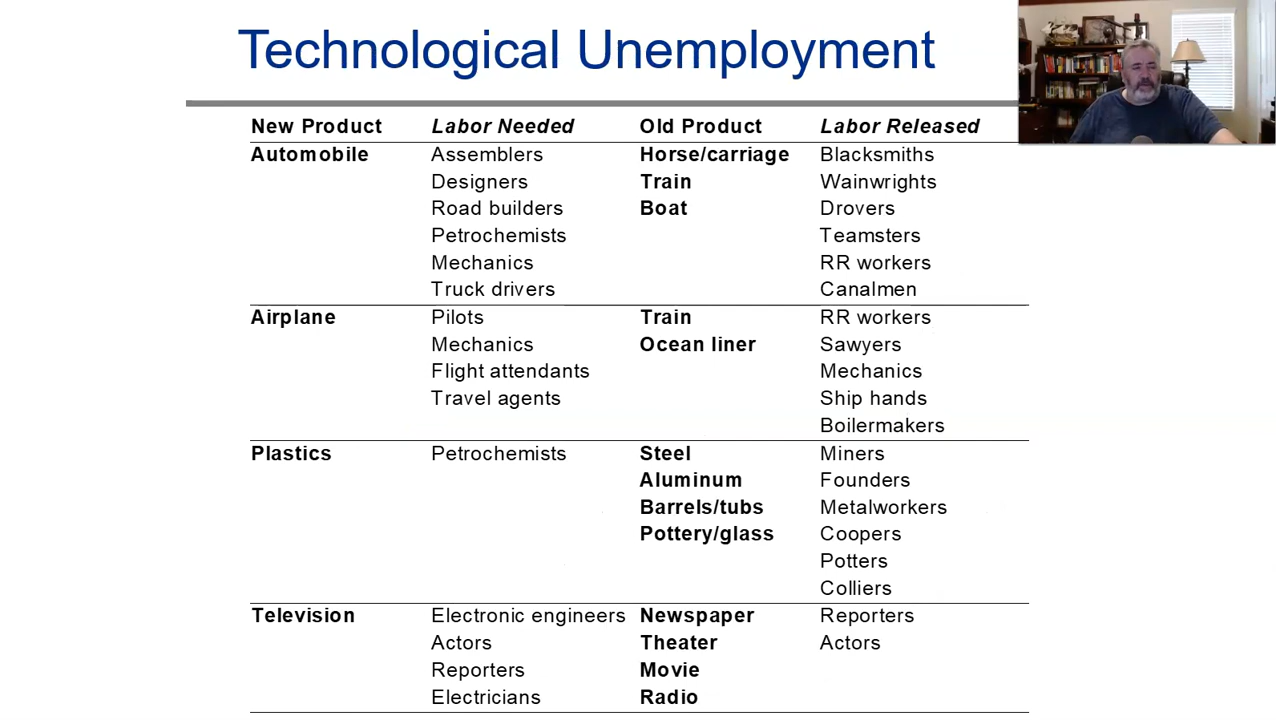 Technological Unemployment
New Product Labor Needed Old Product Labor Released
Automobile Assemblers Horse/carriage Blacksmiths
Designers Train Wainwrights
Road builders Boat Drovers
Petrochemists Teamsters
Mechanics RR workers
Truck drivers Canalmen
Airplane Pilots Train RR workers
Mechanics Ocean liner Sawyers
Flight attendants Mechanics
Travel agents Ship hands
Boilermakers
Plastics Petrochemists Steel Miners
Aluminum Founders
Barrels/tubs Metalworkers
Pottery/glass Coopers
Potters
Colliers
Television Electronic engineers Newspaper Reporters
Actors Theater Actors
Reporters Movie
Electricians Radio